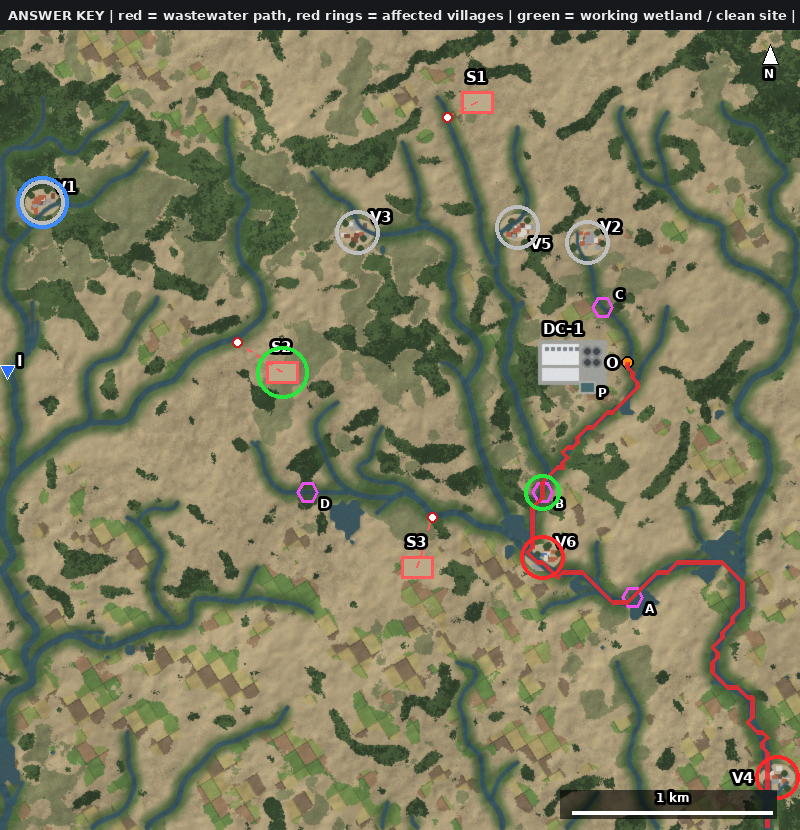 ANSWER KEY | red = wastewater path, red rings = affected villages | green = working wetland / clean site |
N
S1
V1
V3
V5
V2
C
DC-1
I
S2
O
P
D
B
S3
V6
A
V4
1 km